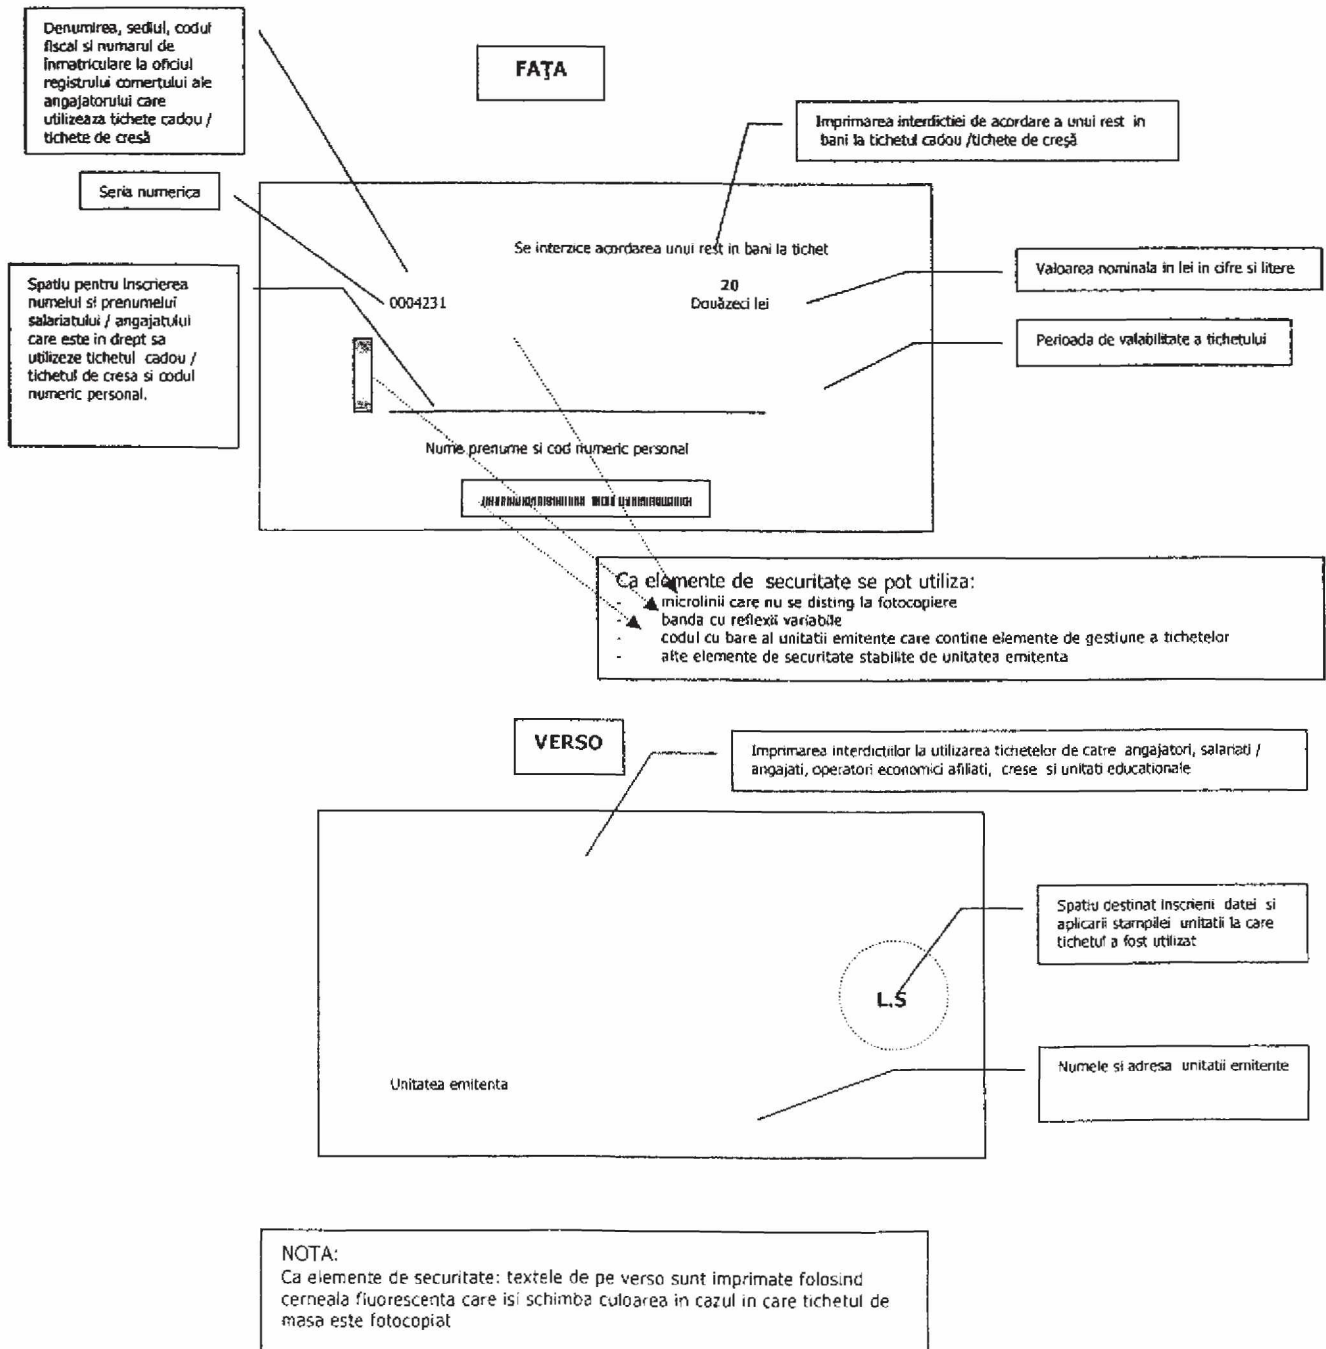 Denumirea, sediul, codul
fiscal si numarul de
înmatriculare la oficiul
registrului comertului ale
angajatorului care
utilizeaza tichete cadou /
tichete de cresă
FAŢA
Imprimarea interdictiei de acordare a unui rest in
bani la tichetul cadou /tichete de creşă
Seria numerica
Se interzice acordarea unui rest in bani la tichet
Spatiu pentru inscrierea
numelui si prenumelui
salariatului / angajatului
care este in drept sa
utilizeze tichetul cadou /
tichetul de cresa si codul
numeric personal.
0004231
20
Douăzeci lei
Valoarea nominala in lei in cifre si litere
Perioada de valabilitate a tichetului
Nume prenume si cod numeric personal
Ca elemente de securitate se pot utiliza:
- microlinii care nu se disting la fotocopiere
- banda cu reflexii variabile
- codul cu bare al unitatii emitente care contine elemente de gestiune a tichetelor
- alte elemente de securitate stabilite de unitatea emitenta
VERSO
Imprimarea interdictiilor la utilizarea tichetelor de catre angajatori, salariati /
angajati, operatori economici afiliati, crese si unitati educationale
Spatiu destinat inscrierii datei si
aplicarii stampilei unitatii la care
tichetul a fost utilizat
L.S
Unitatea emitenta
Numele si adresa unitatii emitente
NOTA:
Ca elemente de securitate: textele de pe verso sunt imprimate folosind
cerneala fluorescenta care isi schimba culoarea in cazul in care tichetul de
masa este fotocopiat